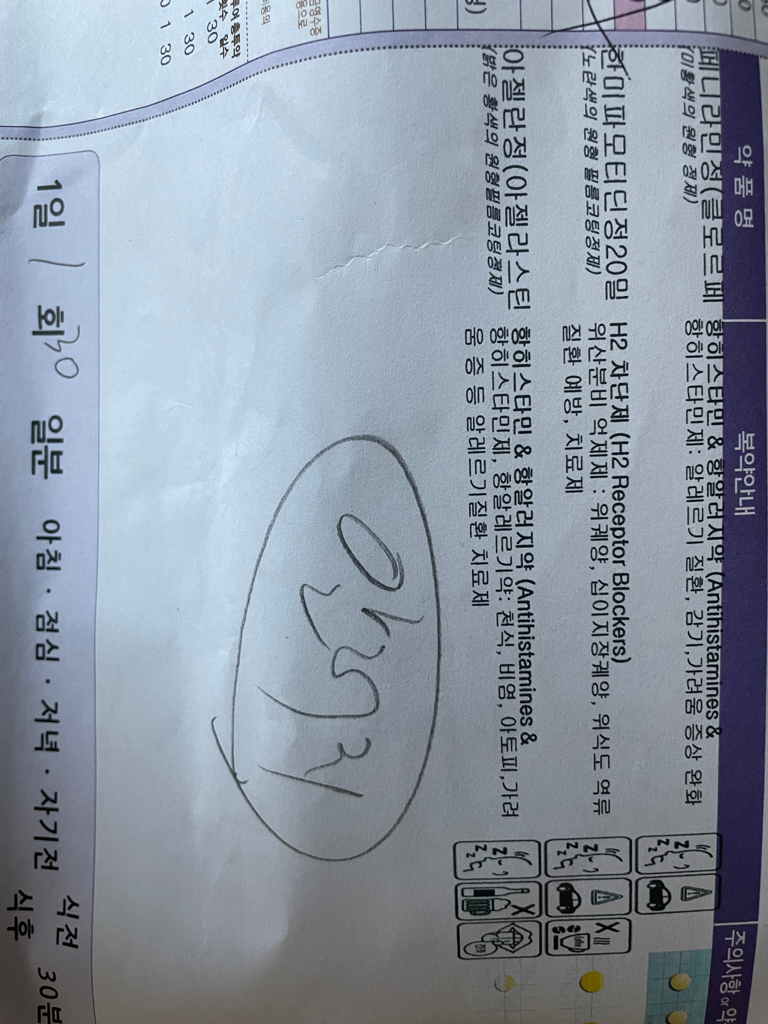 약 품 명 복약안내 주의사항 or 약
페니라민정(클로르페
(미황색의 원형 정제)
항히스타민 & 항알러지약 (Antihistamines &
항히스타민제: 알레르기 질환, 감기,가려움 증상 완화
한미파모티딘정20밀
(노란색의 원형 필름코팅정제)
H2 차단제 (H2 Receptor Blockers)
위산분비 억제제 : 위궤양, 십이지장궤양, 위식도 역류
질환 예방, 치료제
아젤란정(아젤라스틴
(밝은 황색의 원형필름코팅정제)
항히스타민 & 항알러지약 (Antihistamines &
항히스타민제, 항알레르기약: 천식, 비염, 아토피,가려
움 증 등 알레르기질환 치료제
1 30
1 30
1 30
1일 1 회 30 일분 아침 · 점심 · 저녁 · 자기전 식전 식후 30분